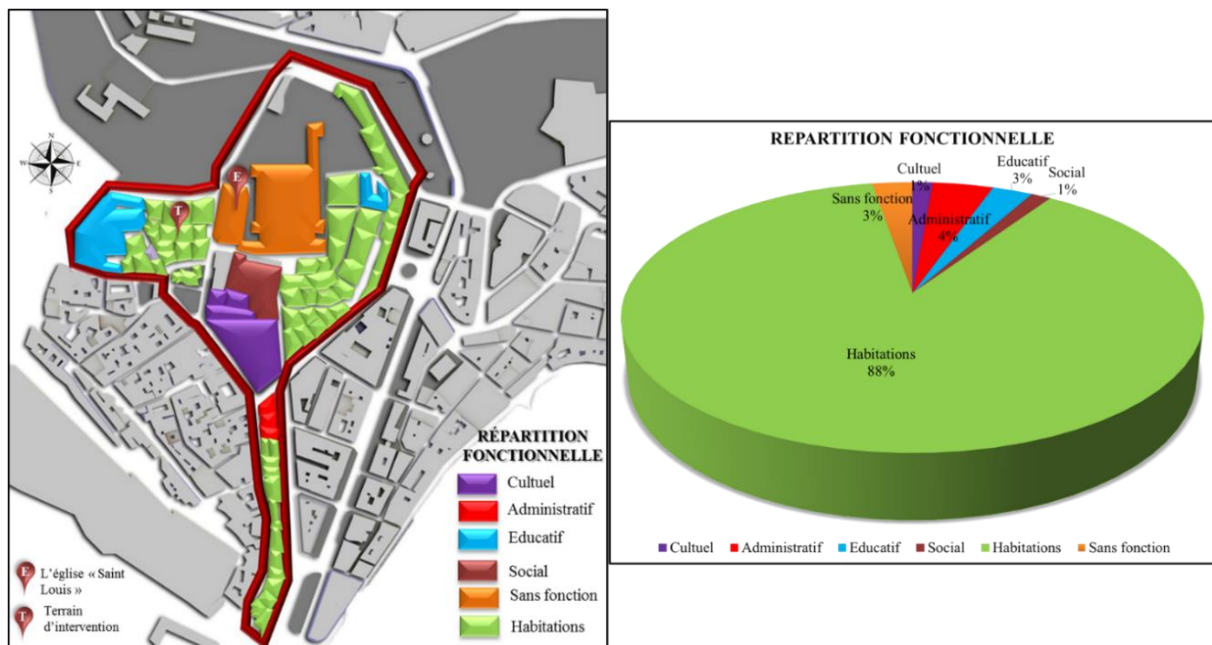 N
W
E
S
E
T
RÉPARTITION
FONCTIONNELLE
Cultuel
Administratif
Educatif
Social
Sans fonction
Habitations
E
L'église « Saint
Louis »
T
Terrain
d'intervention
REPARTITION FONCTIONNELLE
Cultuel
1%
Administratif
4%
Educatif
3%
Social
1%
Sans fonction
3%
Habitations
88%
Cultuel
Administratif
Educatif
Social
Habitations
Sans fonction